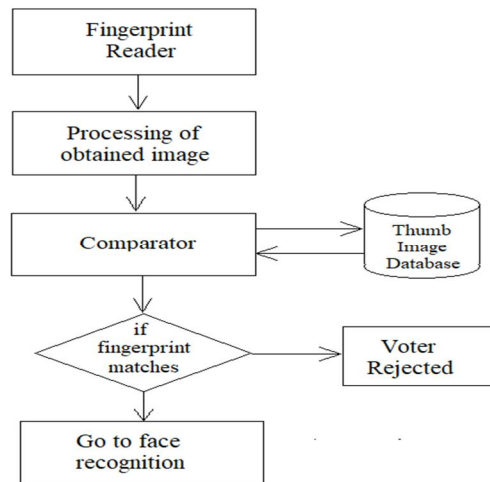 Fingerprint
Reader
Processing of
obtained image
Comparator
Thumb
Image
Database
if
fingerprint
matches
Voter
Rejected
Go to face
recognition